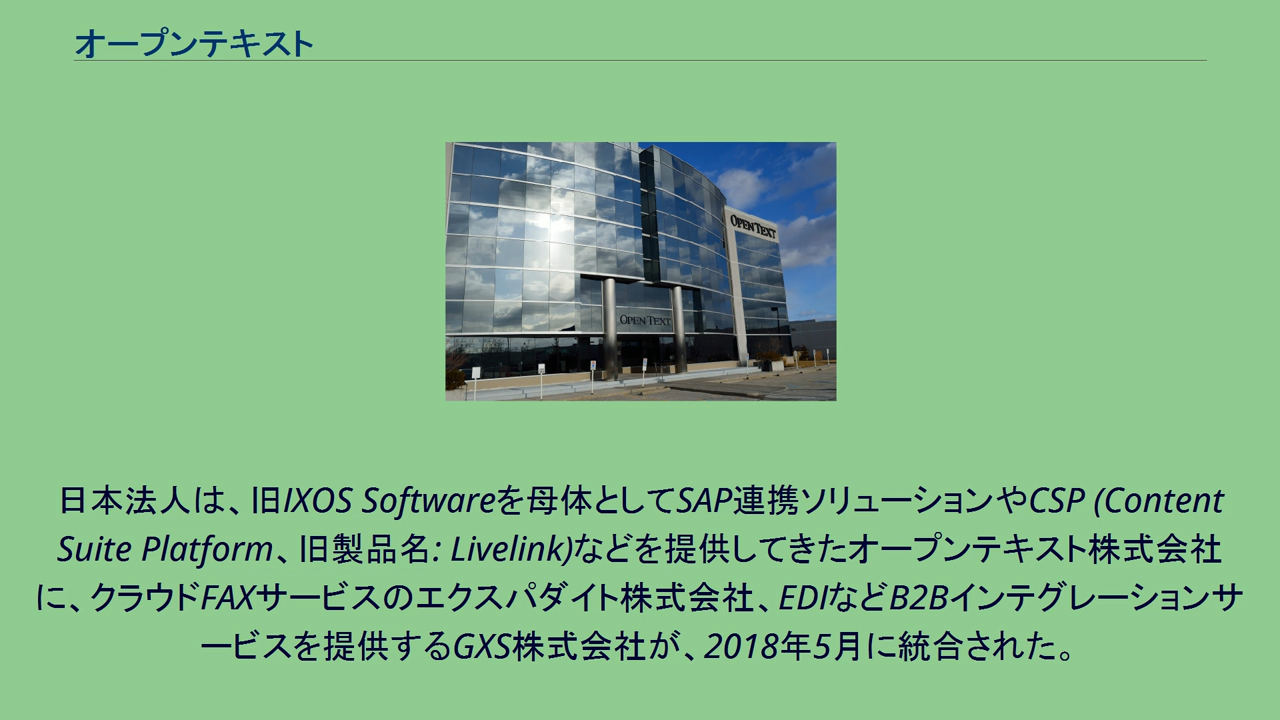 オープンテキスト
OPEN TEXT
OPEN TEXT
日本法人は、旧IXOS Softwareを母体としてSAP連携ソリューションやCSP (Content
Suite Platform、旧製品名: Livelink)などを提供してきたオープンテキスト株式会社
に、クラウドFAXサービスのエクスパダイト株式会社、EDIなどB2Bインテグレーションサ
ービスを提供するGXS株式会社が、2018年5月に統合された。